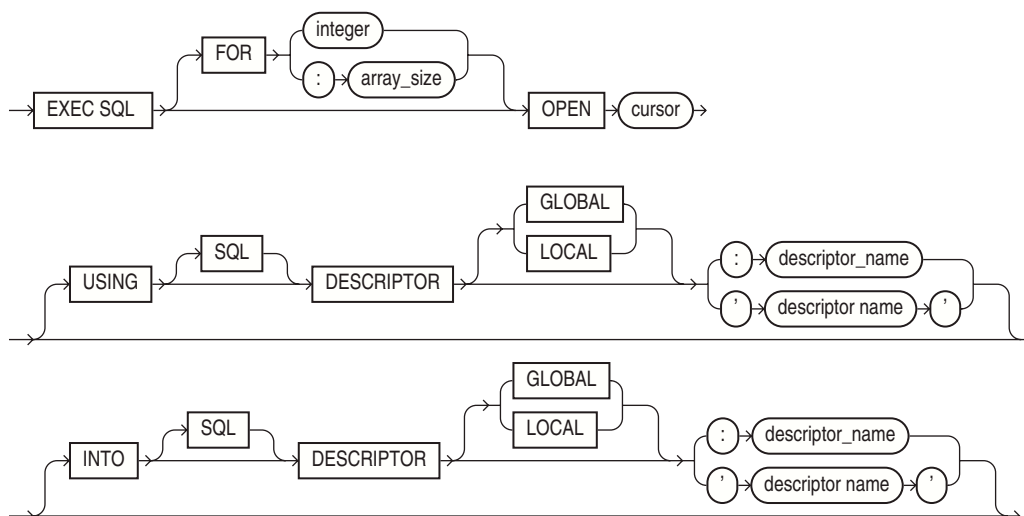 integer
FOR
: array_size
EXEC SQL OPEN cursor
GLOBAL
SQL LOCAL : descriptor_name
USING DESCRIPTOR ' descriptor name '
GLOBAL
SQL LOCAL : descriptor_name
INTO DESCRIPTOR ' descriptor name '